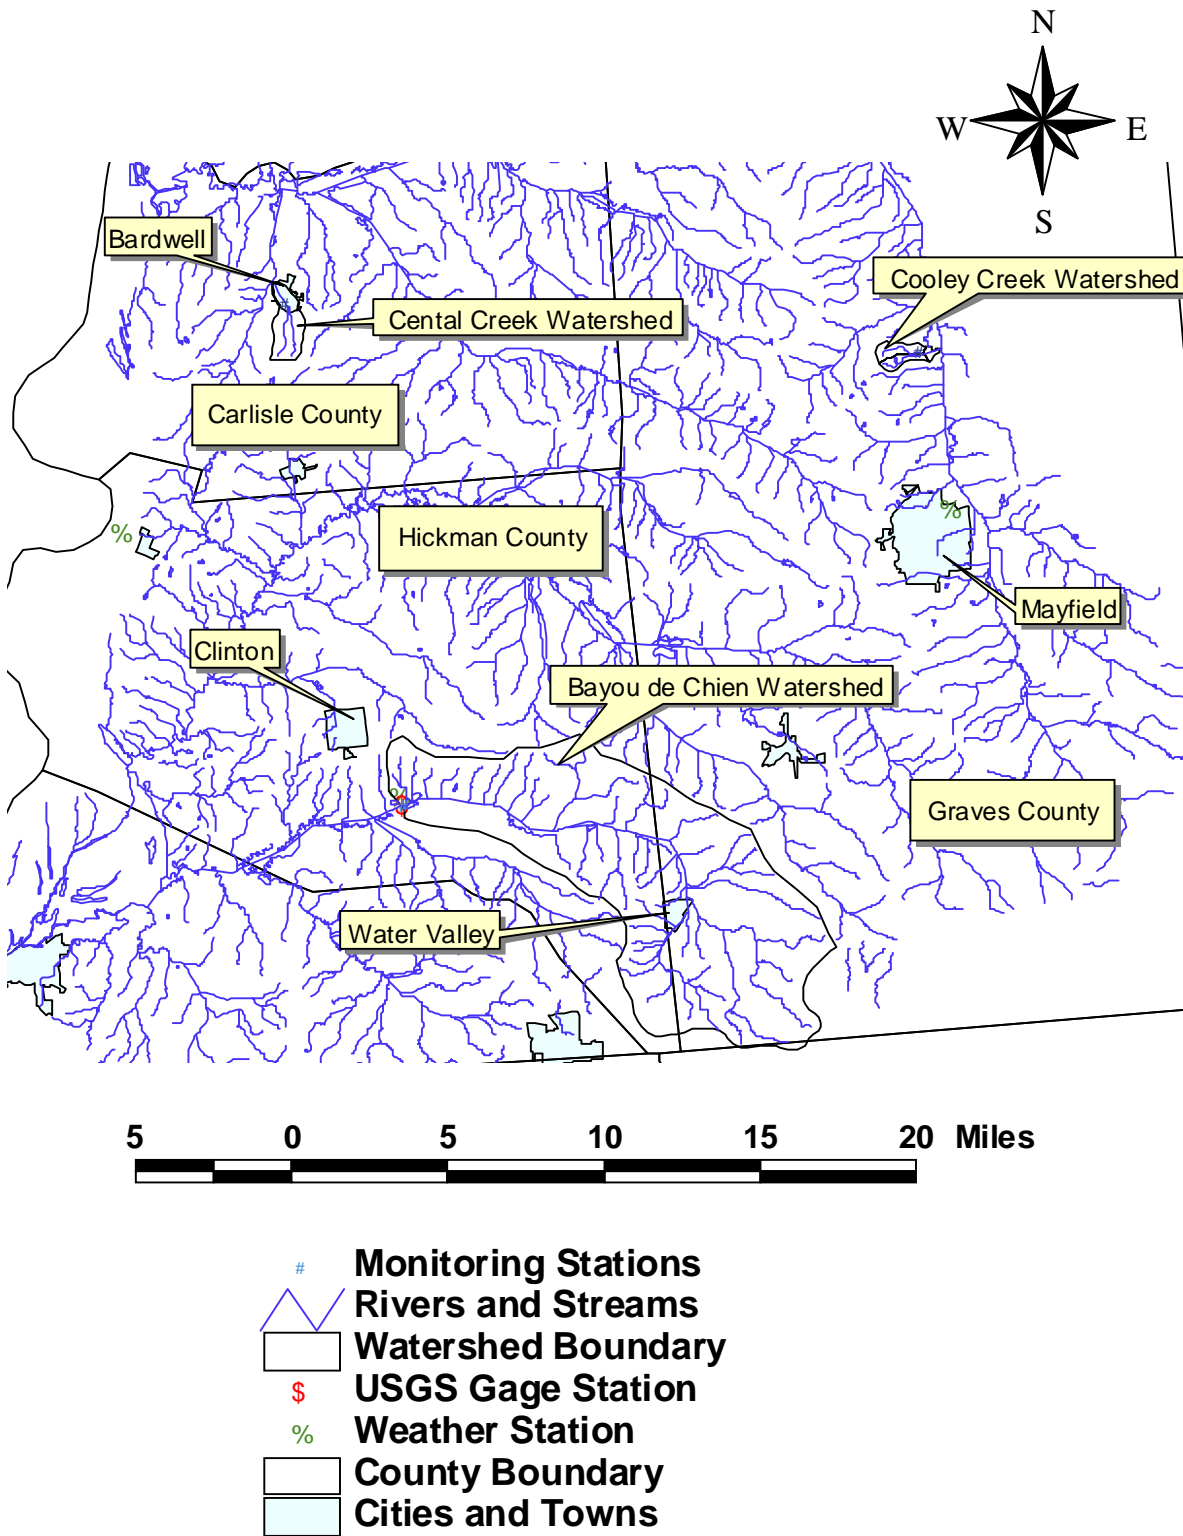 N
W E
S
Bardwell
Cooley Creek Watershed
#
Cental Creek Watershed
#
Carlisle County
%
%
Hickman County
Mayfield
Clinton
Bayou de Chien Watershed
%
$
Graves County
Water Valley
5 0 5 10 15 20 Miles
# Monitoring Stations
Rivers and Streams
Watershed Boundary
$ USGS Gage Station
% Weather Station
County Boundary
Cities and Towns